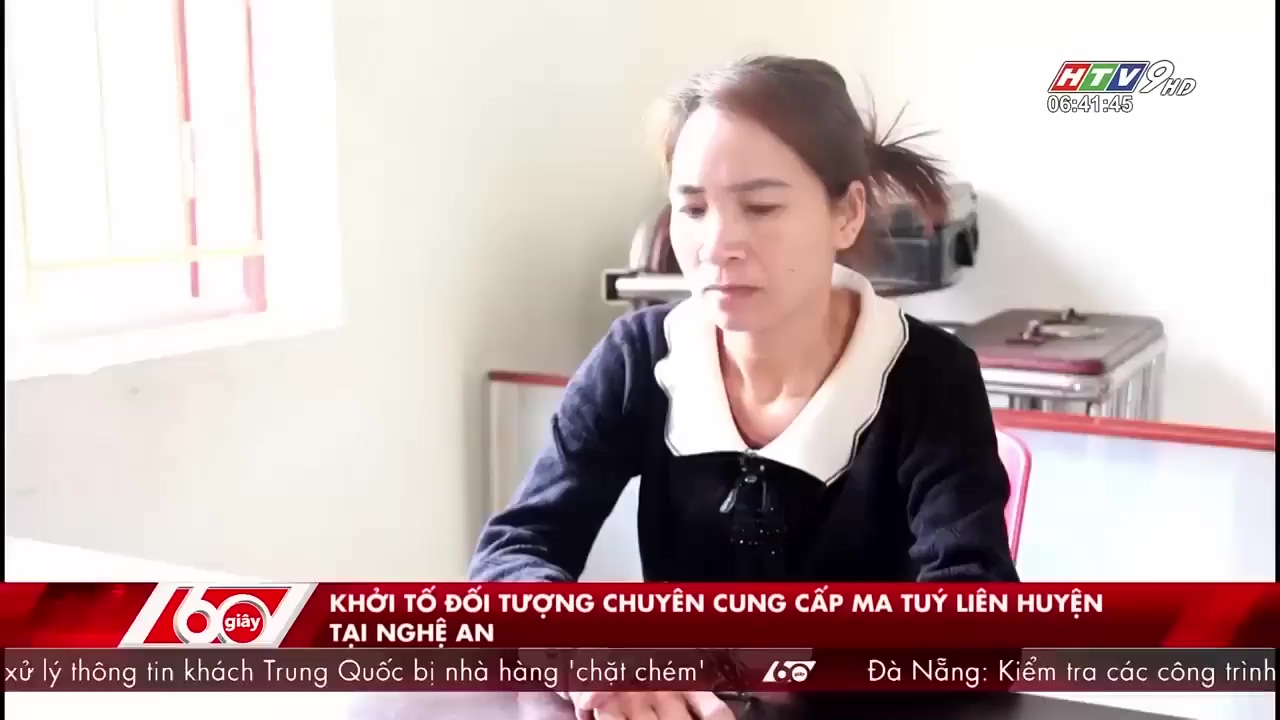 HTV9HD
06:41:45
60 giây
KHỞI TỐ ĐỐI TƯỢNG CHUYÊN CUNG CẤP MA TUÝ LIÊN HUYỆN
TẠI NGHỆ AN
xử lý thông tin khách Trung Quốc bị nhà hàng 'chặt chém' 60 giây Đà Nẵng: Kiểm tra các công trình